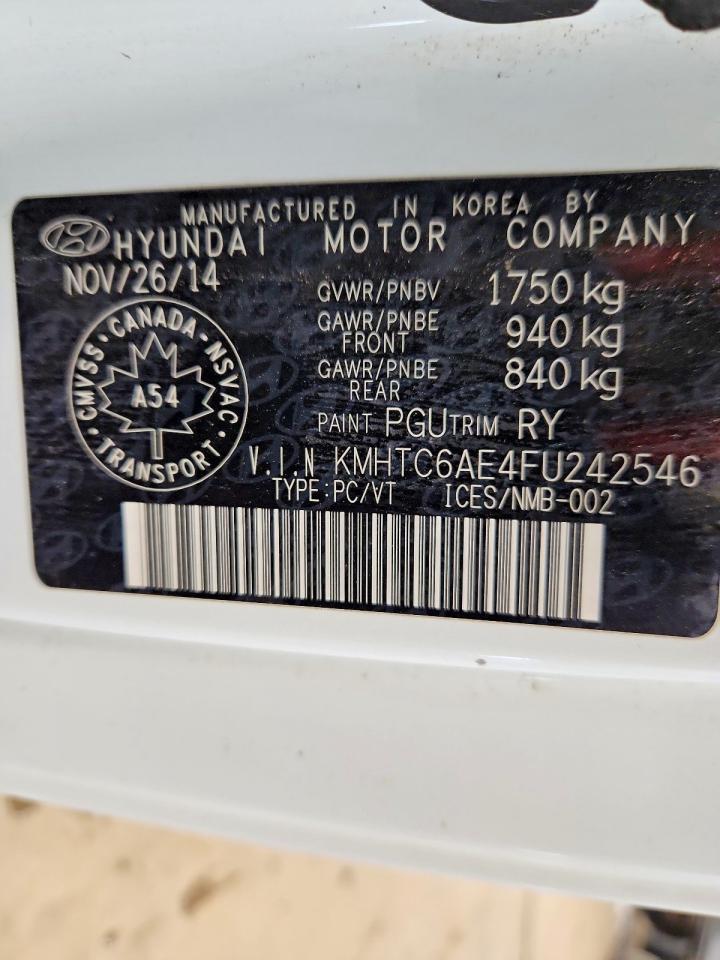 MANUFACTURED IN KOREA BY
HYUNDAI MOTOR COMPANY
NOV/26/14
GVWR/PNBV 1750 kg
GAWR/PNBE FRONT 940 kg
GAWR/PNBE REAR 840 kg
CMVSS · CANADA · NSVAC · TRANSPORT
A54
PAINT PGU TRIM RY
V.I.N KMHTC6AE4FU242546
TYPE:PC/VT ICES/NMB-002